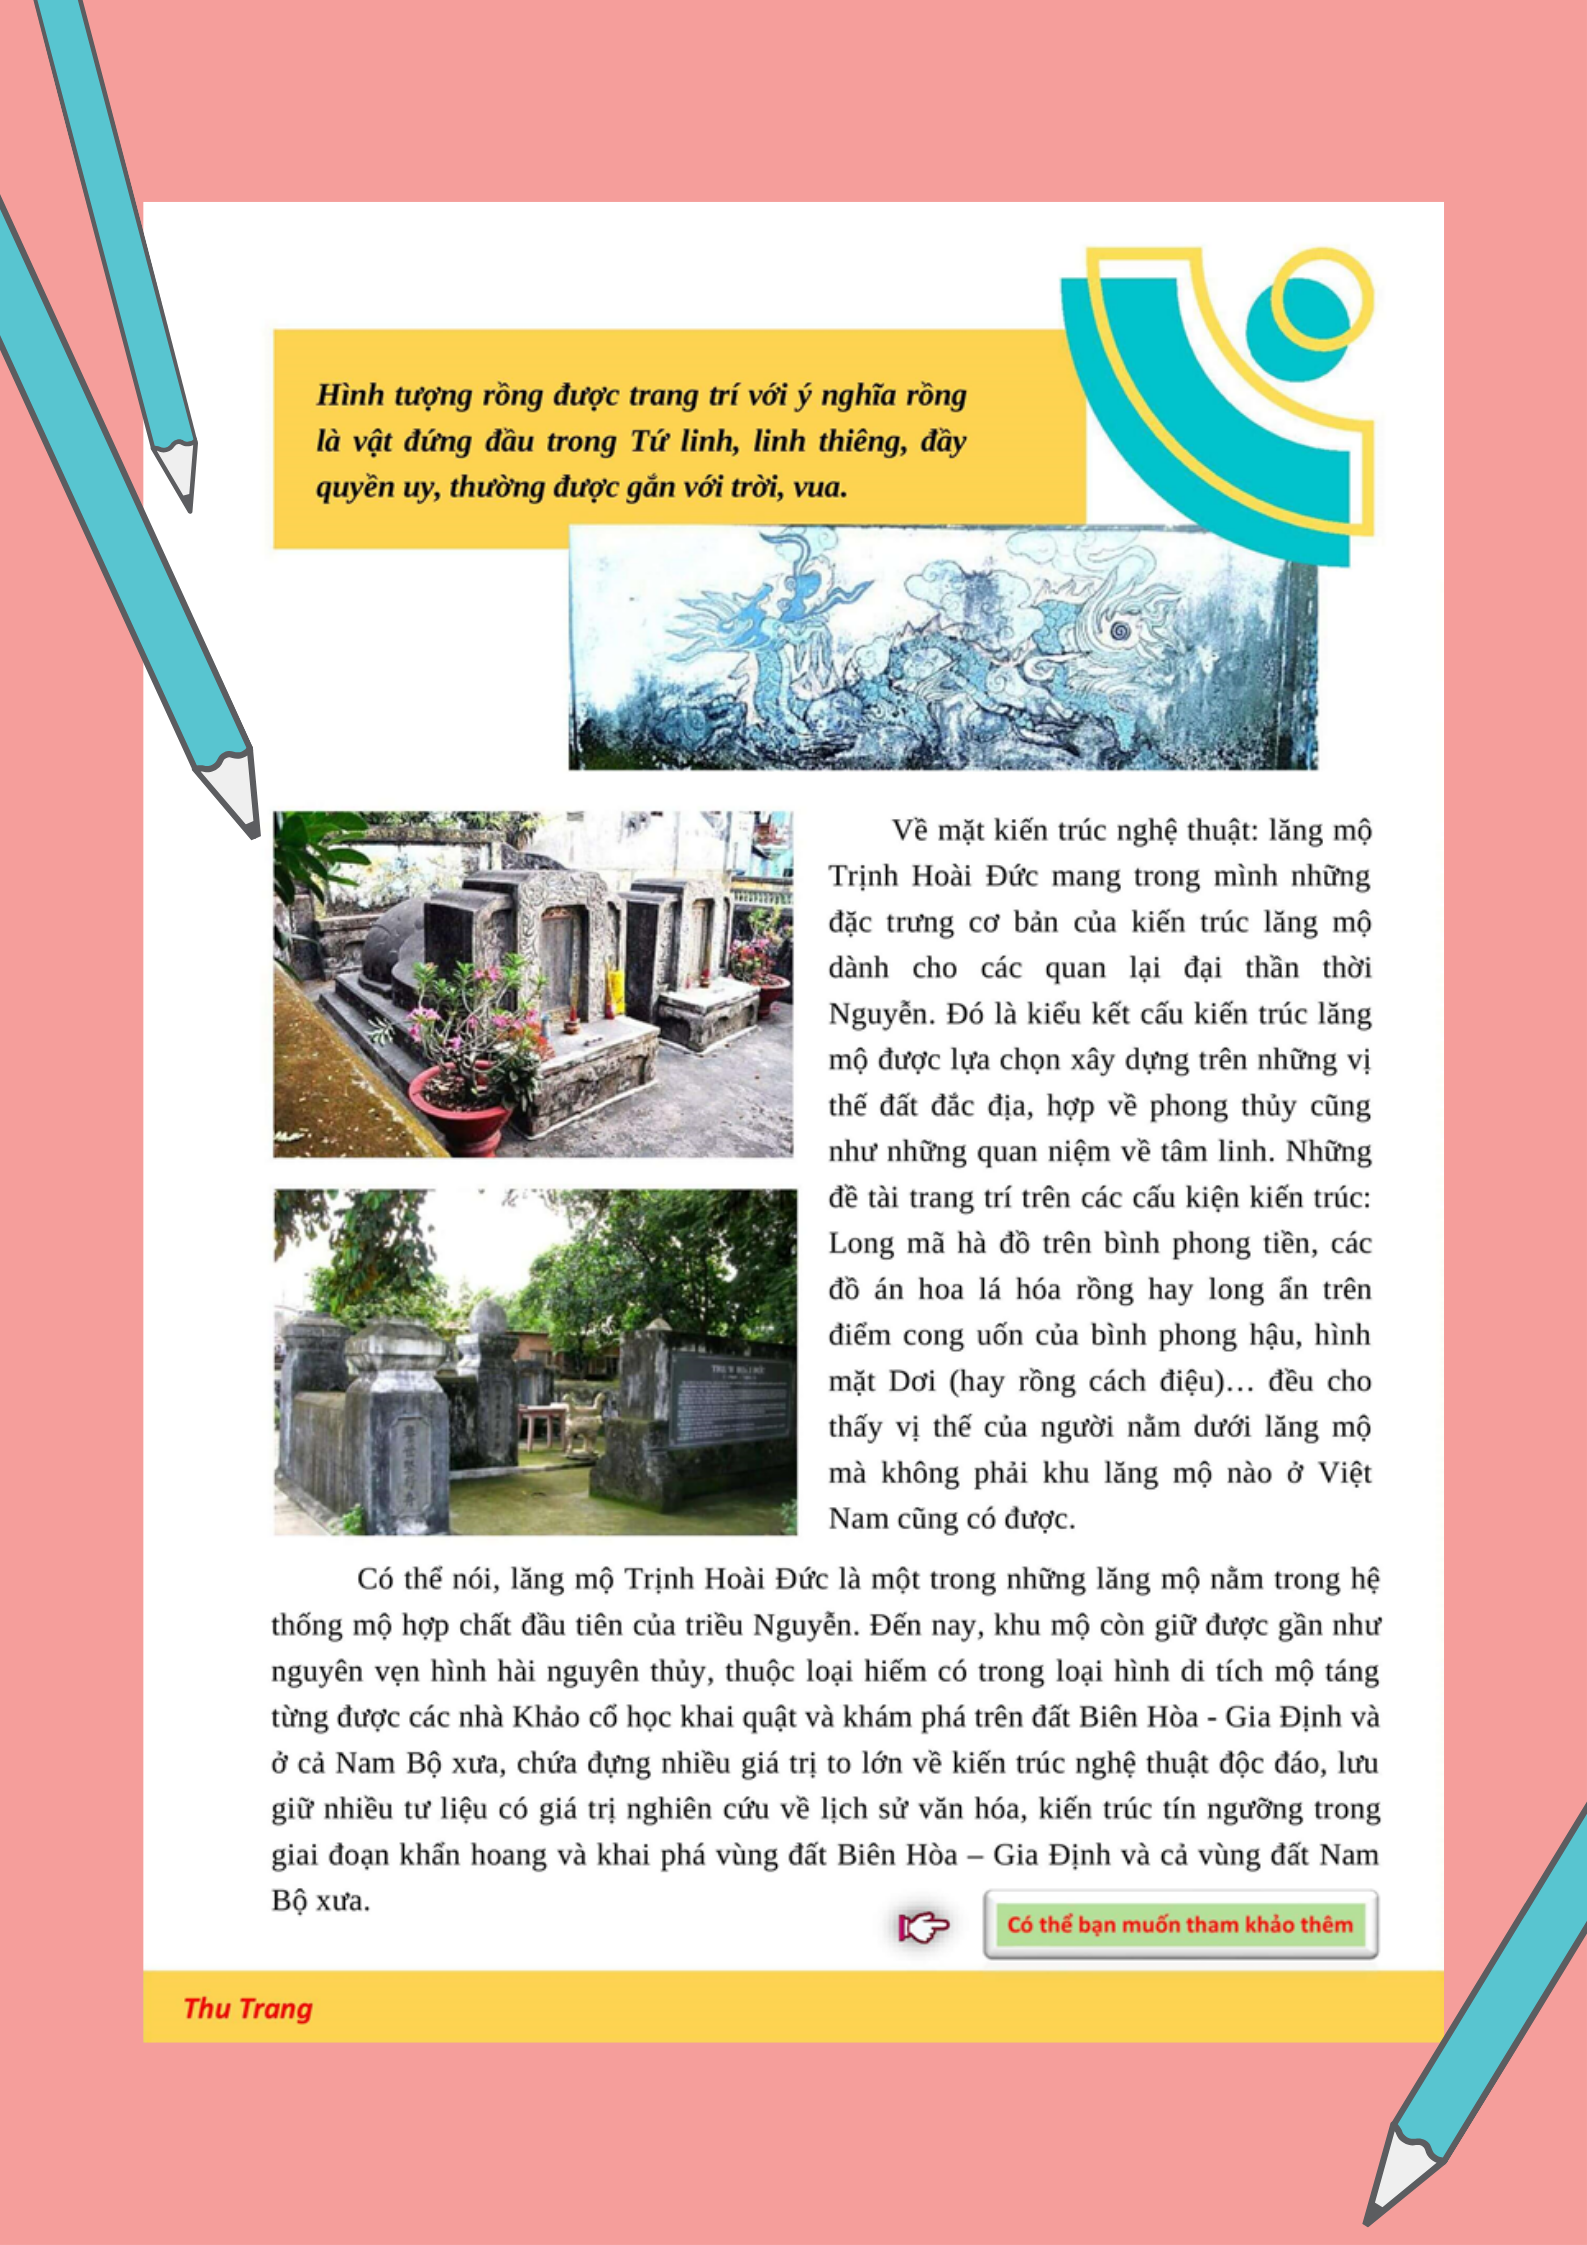 Hình tượng rồng được trang trí với ý nghĩa rồng
là vật đứng đầu trong Tứ linh, linh thiêng, đầy
quyền uy, thường được gắn với trời, vua.
Về mặt kiến trúc nghệ thuật: lăng mộ
Trịnh Hoài Đức mang trong mình những
đặc trưng cơ bản của kiến trúc lăng mộ
dành cho các quan lại đại thần thời
Nguyễn. Đó là kiểu kết cấu kiến trúc lăng
mộ được lựa chọn xây dựng trên những vị
thế đất đắc địa, hợp về phong thủy cũng
như những quan niệm về tâm linh. Những
đề tài trang trí trên các cấu kiện kiến trúc:
Long mã hà đồ trên bình phong tiền, các
đồ án hoa lá hóa rồng hay long ẩn trên
điểm cong uốn của bình phong hậu, hình
mặt Dơi (hay rồng cách điệu)… đều cho
thấy vị thế của người nằm dưới lăng mộ
mà không phải khu lăng mộ nào ở Việt
Nam cũng có được.
Có thể nói, lăng mộ Trịnh Hoài Đức là một trong những lăng mộ nằm trong hệ
thống mộ hợp chất đầu tiên của triều Nguyễn. Đến nay, khu mộ còn giữ được gần như
nguyên vẹn hình hài nguyên thủy, thuộc loại hiếm có trong loại hình di tích mộ táng
từng được các nhà Khảo cổ học khai quật và khám phá trên đất Biên Hòa - Gia Định và
ở cả Nam Bộ xưa, chứa đựng nhiều giá trị to lớn về kiến trúc nghệ thuật độc đáo, lưu
giữ nhiều tư liệu có giá trị nghiên cứu về lịch sử văn hóa, kiến trúc tín ngưỡng trong
giai đoạn khẩn hoang và khai phá vùng đất Biên Hòa – Gia Định và cả vùng đất Nam
Bộ xưa.
Có thể bạn muốn tham khảo thêm
Thu Trang